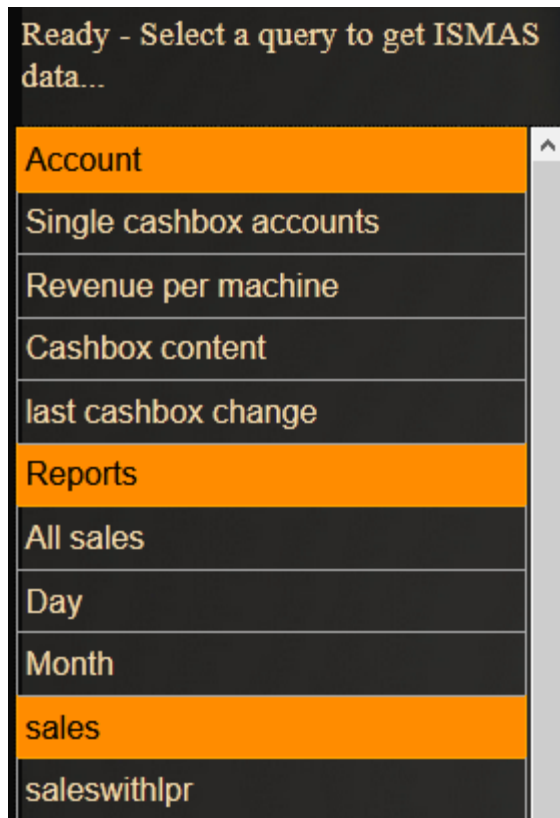 Ready - Select a query to get ISMAS
data...
Account
Single cashbox accounts
Revenue per machine
Cashbox content
last cashbox change
Reports
All sales
Day
Month
sales
saleswithlpr